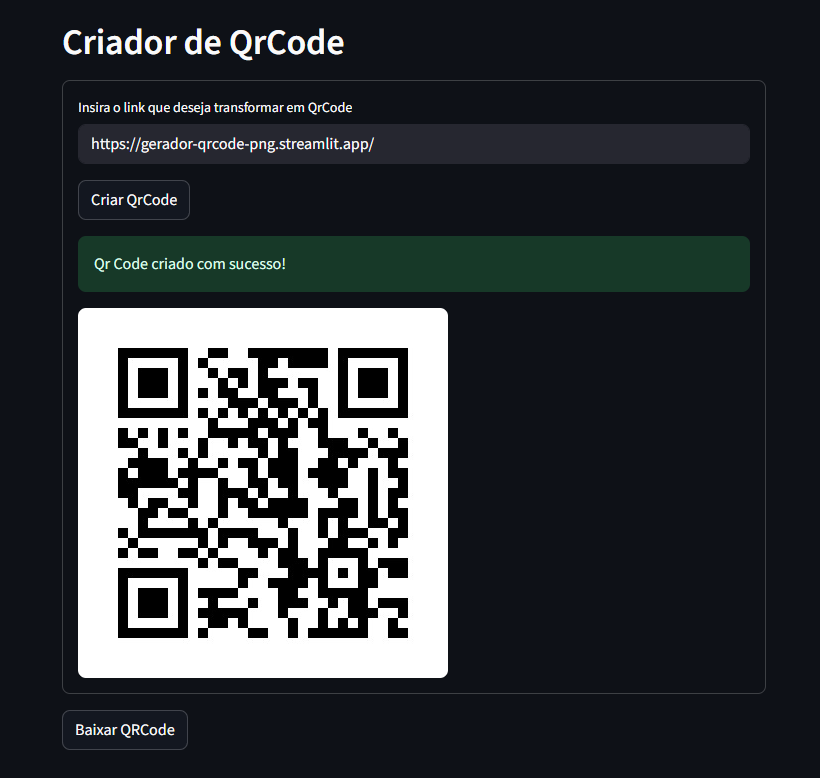 Criador de QrCode
Insira o link que deseja transformar em QrCode
https://gerador-qrcode-png.streamlit.app/
Criar QrCode
Qr Code criado com sucesso!
Baixar QRCode